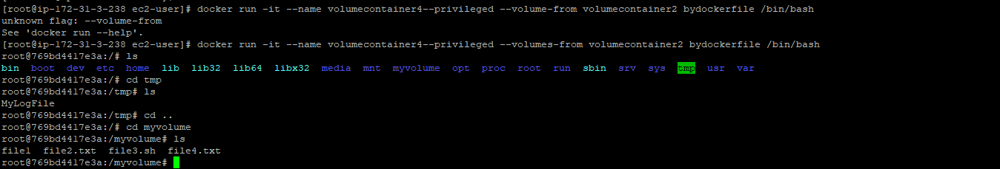 [root@ip-172-31-3-238 ec2-user]# docker run -it --name volumecontainer4--privileged --volume-from volumecontainer2 bydockerfile /bin/bash
unknown flag: --volume-from
See 'docker run --help'.
[root@ip-172-31-3-238 ec2-user]# docker run -it --name volumecontainer4--privileged --volumes-from volumecontainer2 bydockerfile /bin/bash
root@769bd4417e3a:/# ls
bin boot dev etc home lib lib32 lib64 libx32 media mnt myvolume opt proc root run sbin srv sys tmp usr var
root@769bd4417e3a:/# cd tmp
root@769bd4417e3a:/tmp# ls
MyLogFile
root@769bd4417e3a:/tmp# cd ..
root@769bd4417e3a:/# cd myvolume
root@769bd4417e3a:/myvolume# ls
file1 file2.txt file3.sh file4.txt
root@769bd4417e3a:/myvolume#